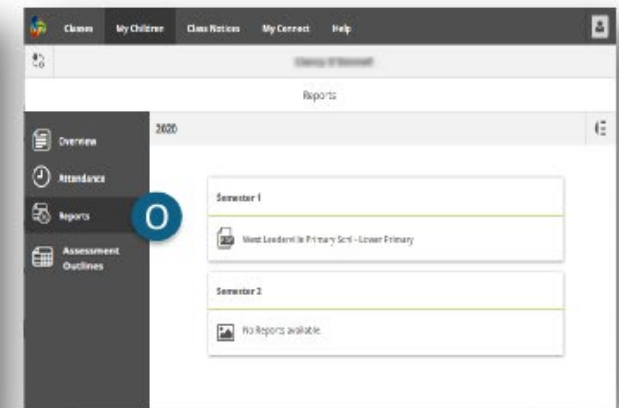 Classes My Children Class Notices My Connect Help
Reports
2020
Overview
Attendance
Reports
O
Assessment
Outlines
Semester 1
West Leederville Primary Schl - Lower Primary
Semester 2
No Reports available